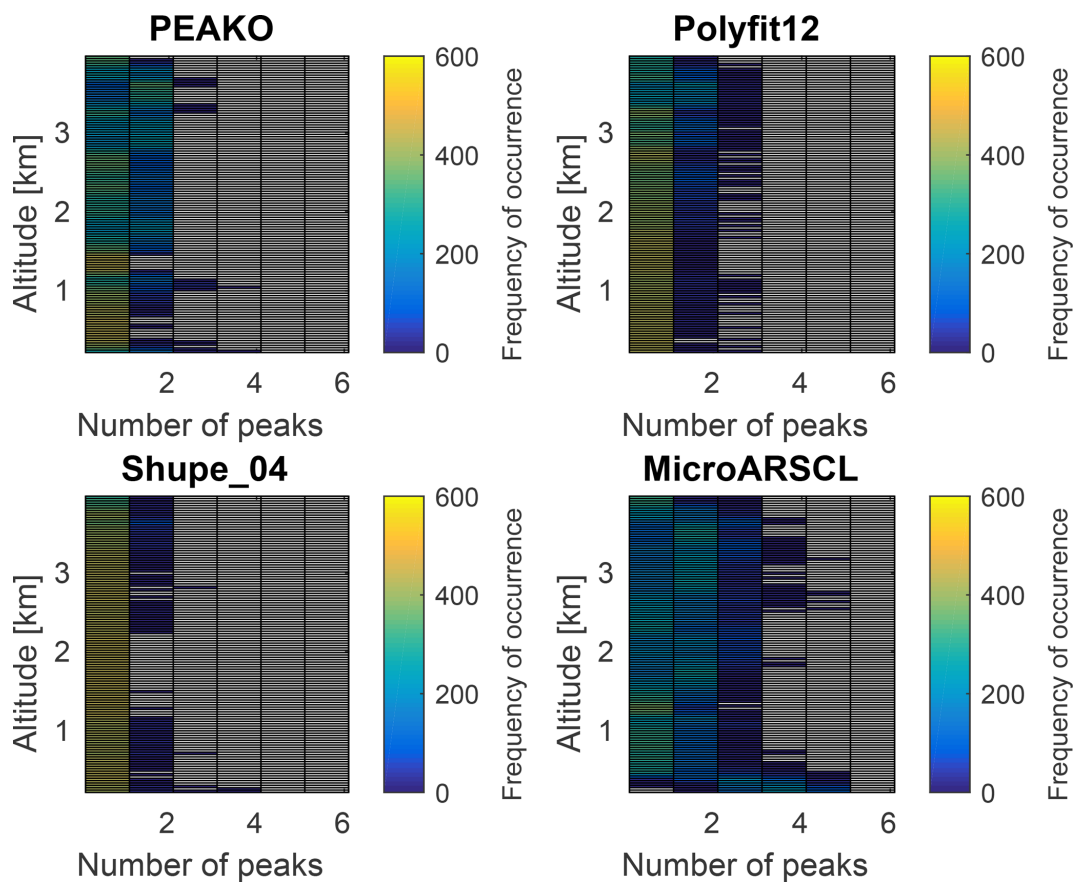 PEAKO
Altitude [km]
3
2
1
2
4
6
Number of peaks
600
400
200
0
Frequency of occurrence
Polyfit12
Altitude [km]
3
2
1
2
4
6
Number of peaks
600
400
200
0
Frequency of occurrence
Shupe_04
Altitude [km]
3
2
1
2
4
6
Number of peaks
600
400
200
0
Frequency of occurrence
MicroARSCL
Altitude [km]
3
2
1
2
4
6
Number of peaks
600
400
200
0
Frequency of occurrence